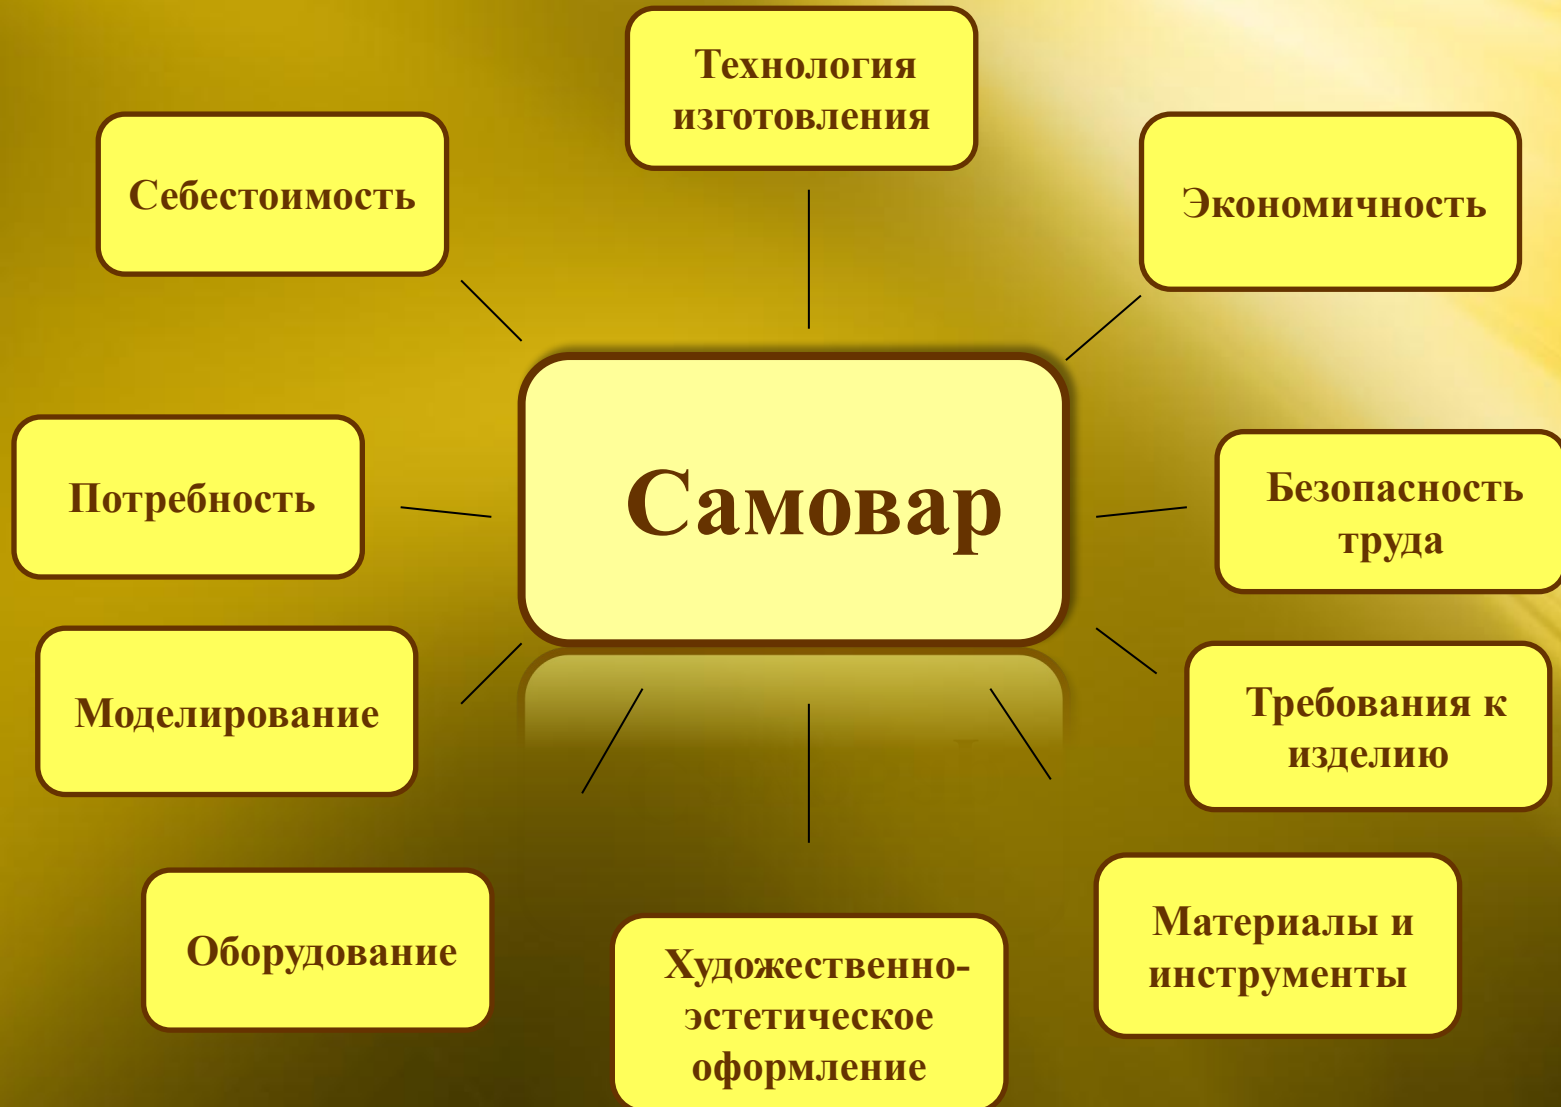 Технология
изготовления
Себестоимость
Экономичность
Самовар
Потребность
Безопасность
труда
Моделирование
Требования к
изделию
Оборудование
Художественно-
эстетическое
оформление
Материалы и
инструменты